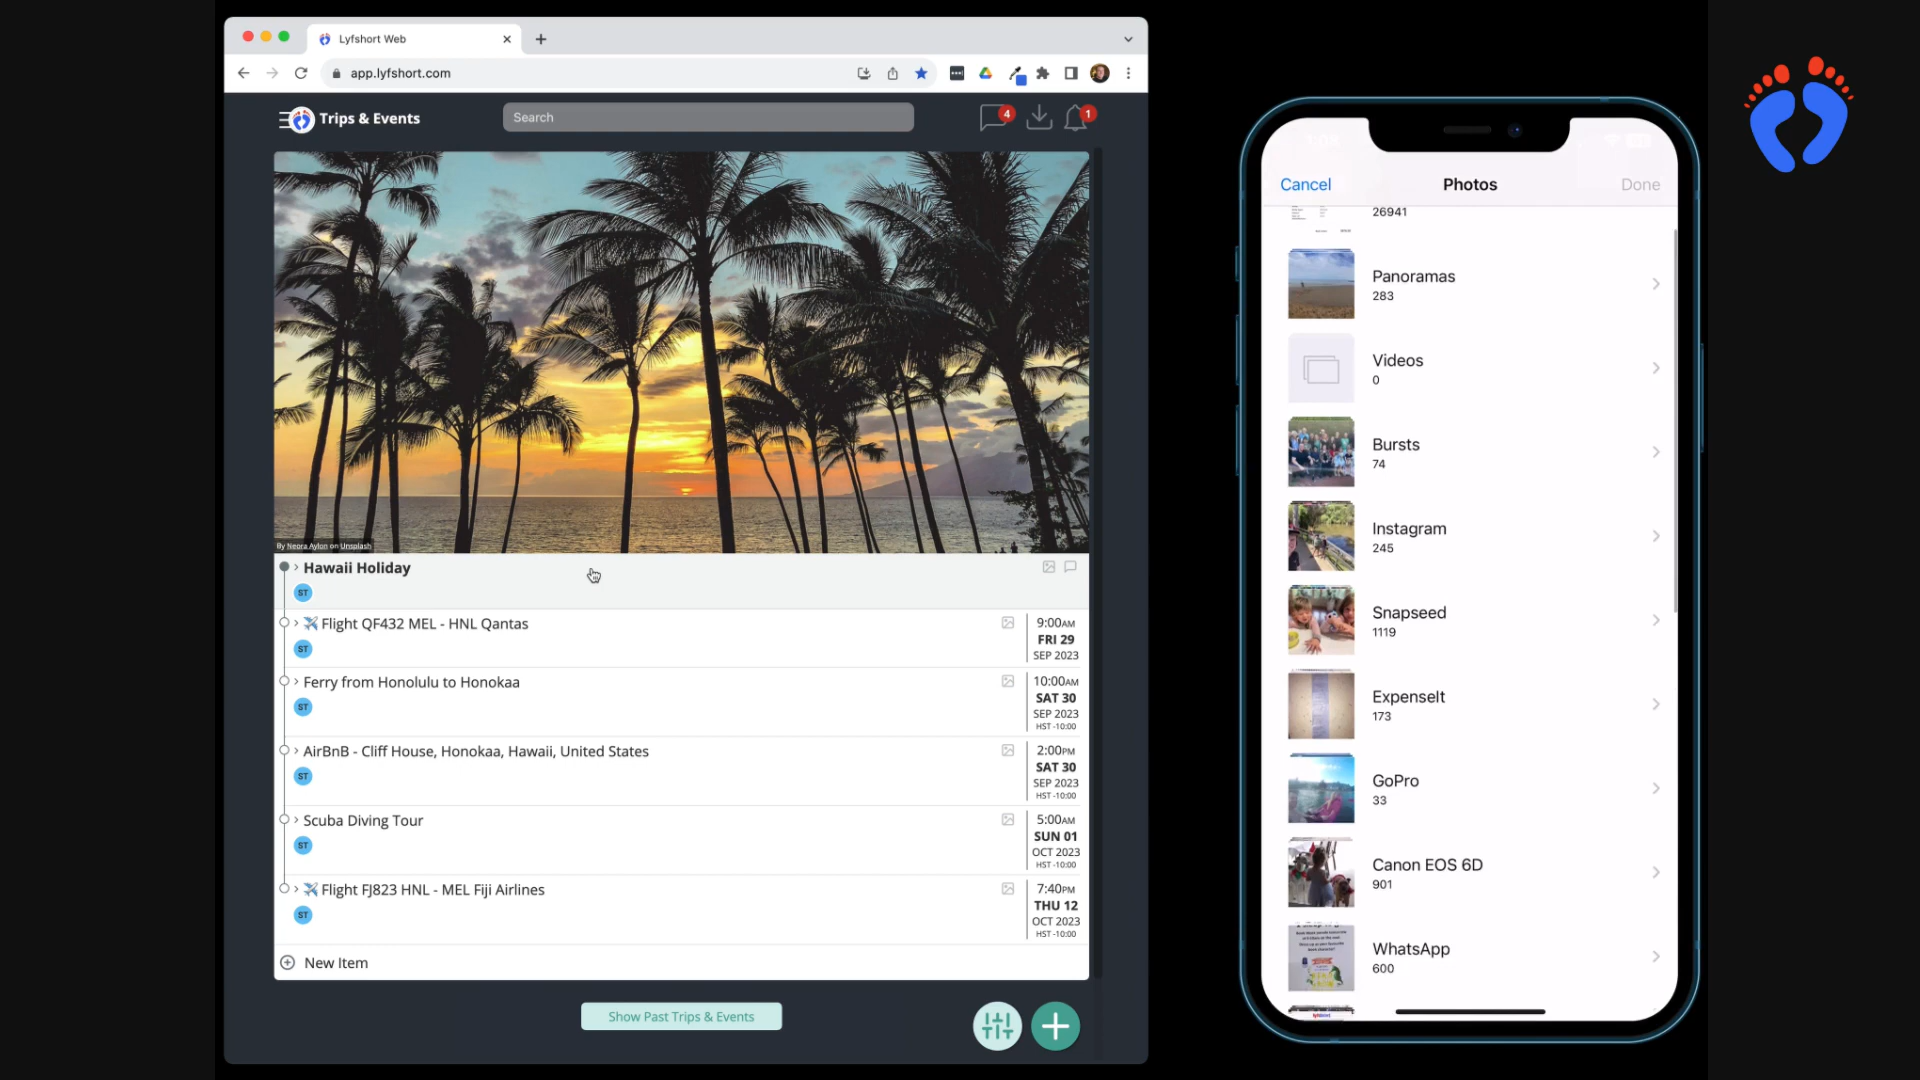 Lyfshort Web
app.lyfshort.com
Trips & Events
Search
4
1
By Neora Aylon on Unsplash
Hawaii Holiday
ST
Flight QF432 MEL - HNL Qantas
ST
9:00AM
FRI 29
SEP 2023
Ferry from Honolulu to Honokaa
ST
10:00AM
SAT 30
SEP 2023
HST -10:00
AirBnB - Cliff House, Honokaa, Hawaii, United States
ST
2:00PM
SAT 30
SEP 2023
HST -10:00
Scuba Diving Tour
ST
5:00AM
SUN 01
OCT 2023
HST -10:00
Flight FJ823 HNL - MEL Fiji Airlines
ST
7:40PM
THU 12
OCT 2023
HST -10:00
New Item
Show Past Trips & Events
Cancel
Photos
Done
26941
Panoramas
283
Videos
0
Bursts
74
Instagram
245
Snapseed
1119
ExpenseIt
173
GoPro
33
Canon EOS 6D
901
WhatsApp
600